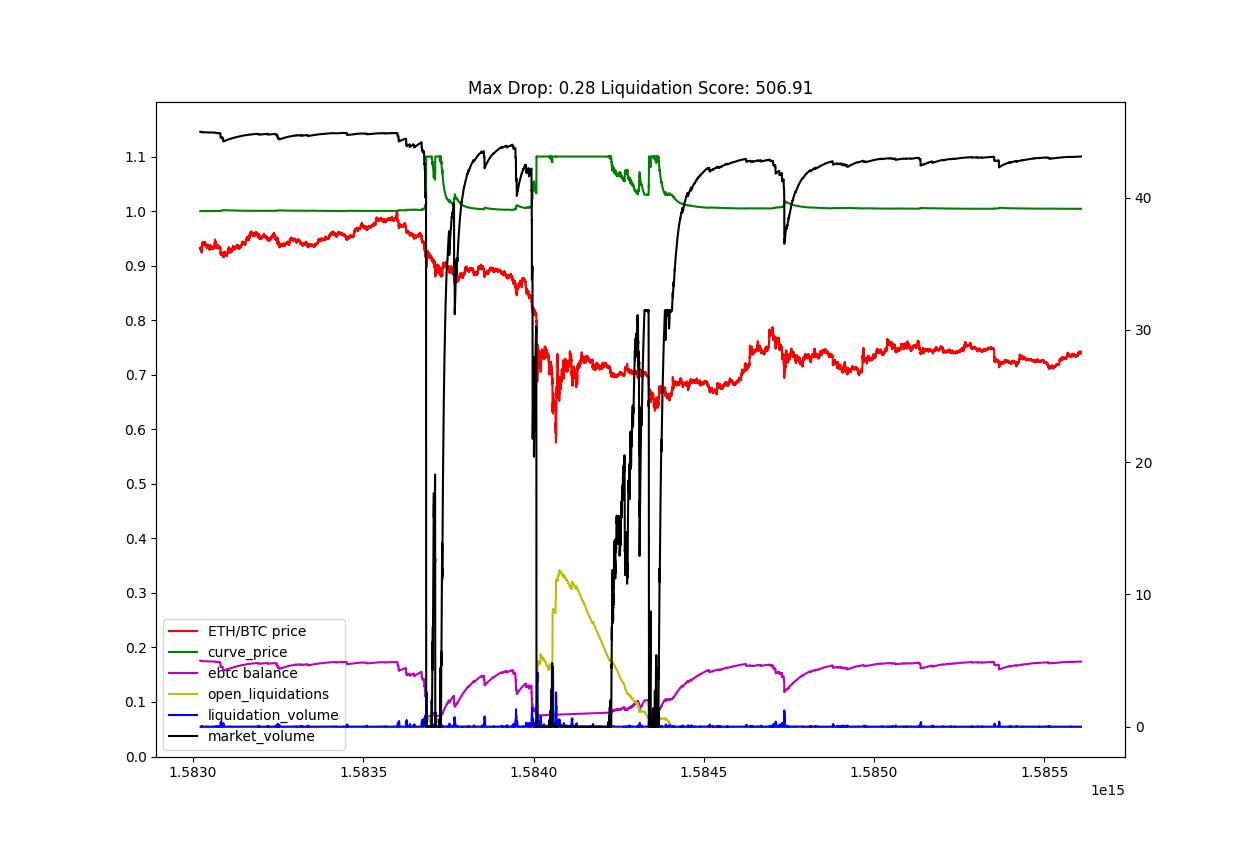 Max Drop: 0.28 Liquidation Score: 506.91
1.1
1.0
0.9
0.8
0.7
0.6
0.5
0.4
0.3
0.2
0.1
0.0
40
30
20
10
0
ETH/BTC price
curve_price
ebtc balance
open_liquidations
liquidation_volume
market_volume
1.5830 1.5835 1.5840 1.5845 1.5850 1.5855
1e15